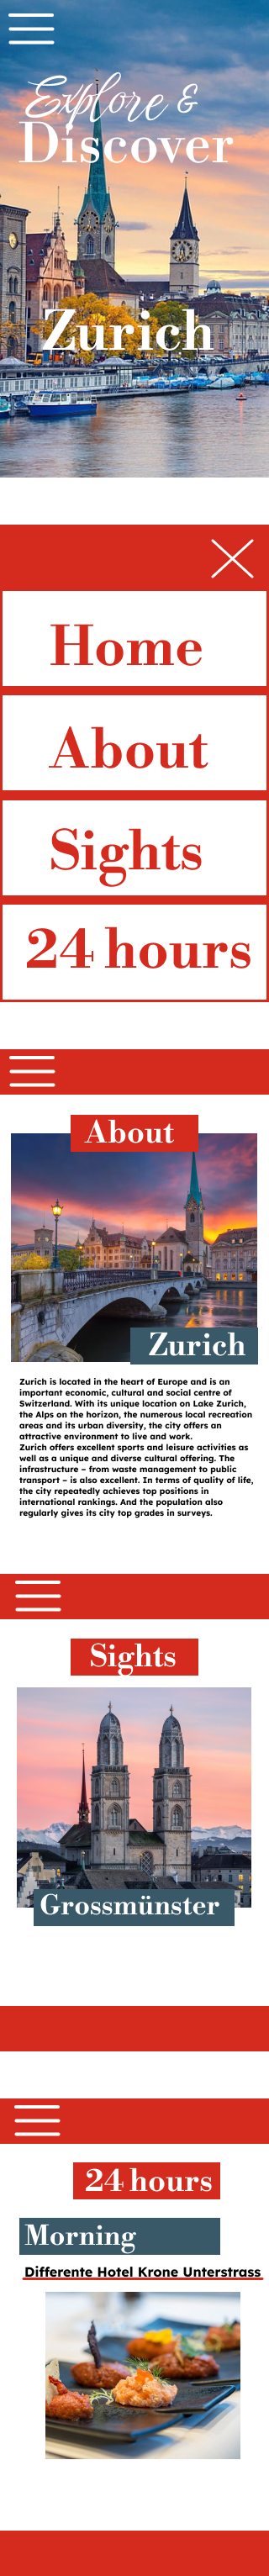 Explore &
Discover
Zurich
Home
About
Sights
24 hours
About
Zurich
Zurich is located in the heart of Europe and is an
important economic, cultural and social centre of
Switzerland. With its unique location on Lake Zurich,
the Alps on the horizon, the numerous local recreation
areas and its urban diversity, the city offers an
attractive environment to live and work.
Zurich offers excellent sports and leisure activities as
well as a unique and diverse cultural offering. The
infrastructure – from waste management to public
transport – is also excellent. In terms of quality of life,
the city repeatedly achieves top positions in
international rankings. And the population also
regularly gives its city top grades in surveys.
Sights
Grossmünster
24 hours
Morning
Differente Hotel Krone Unterstrass